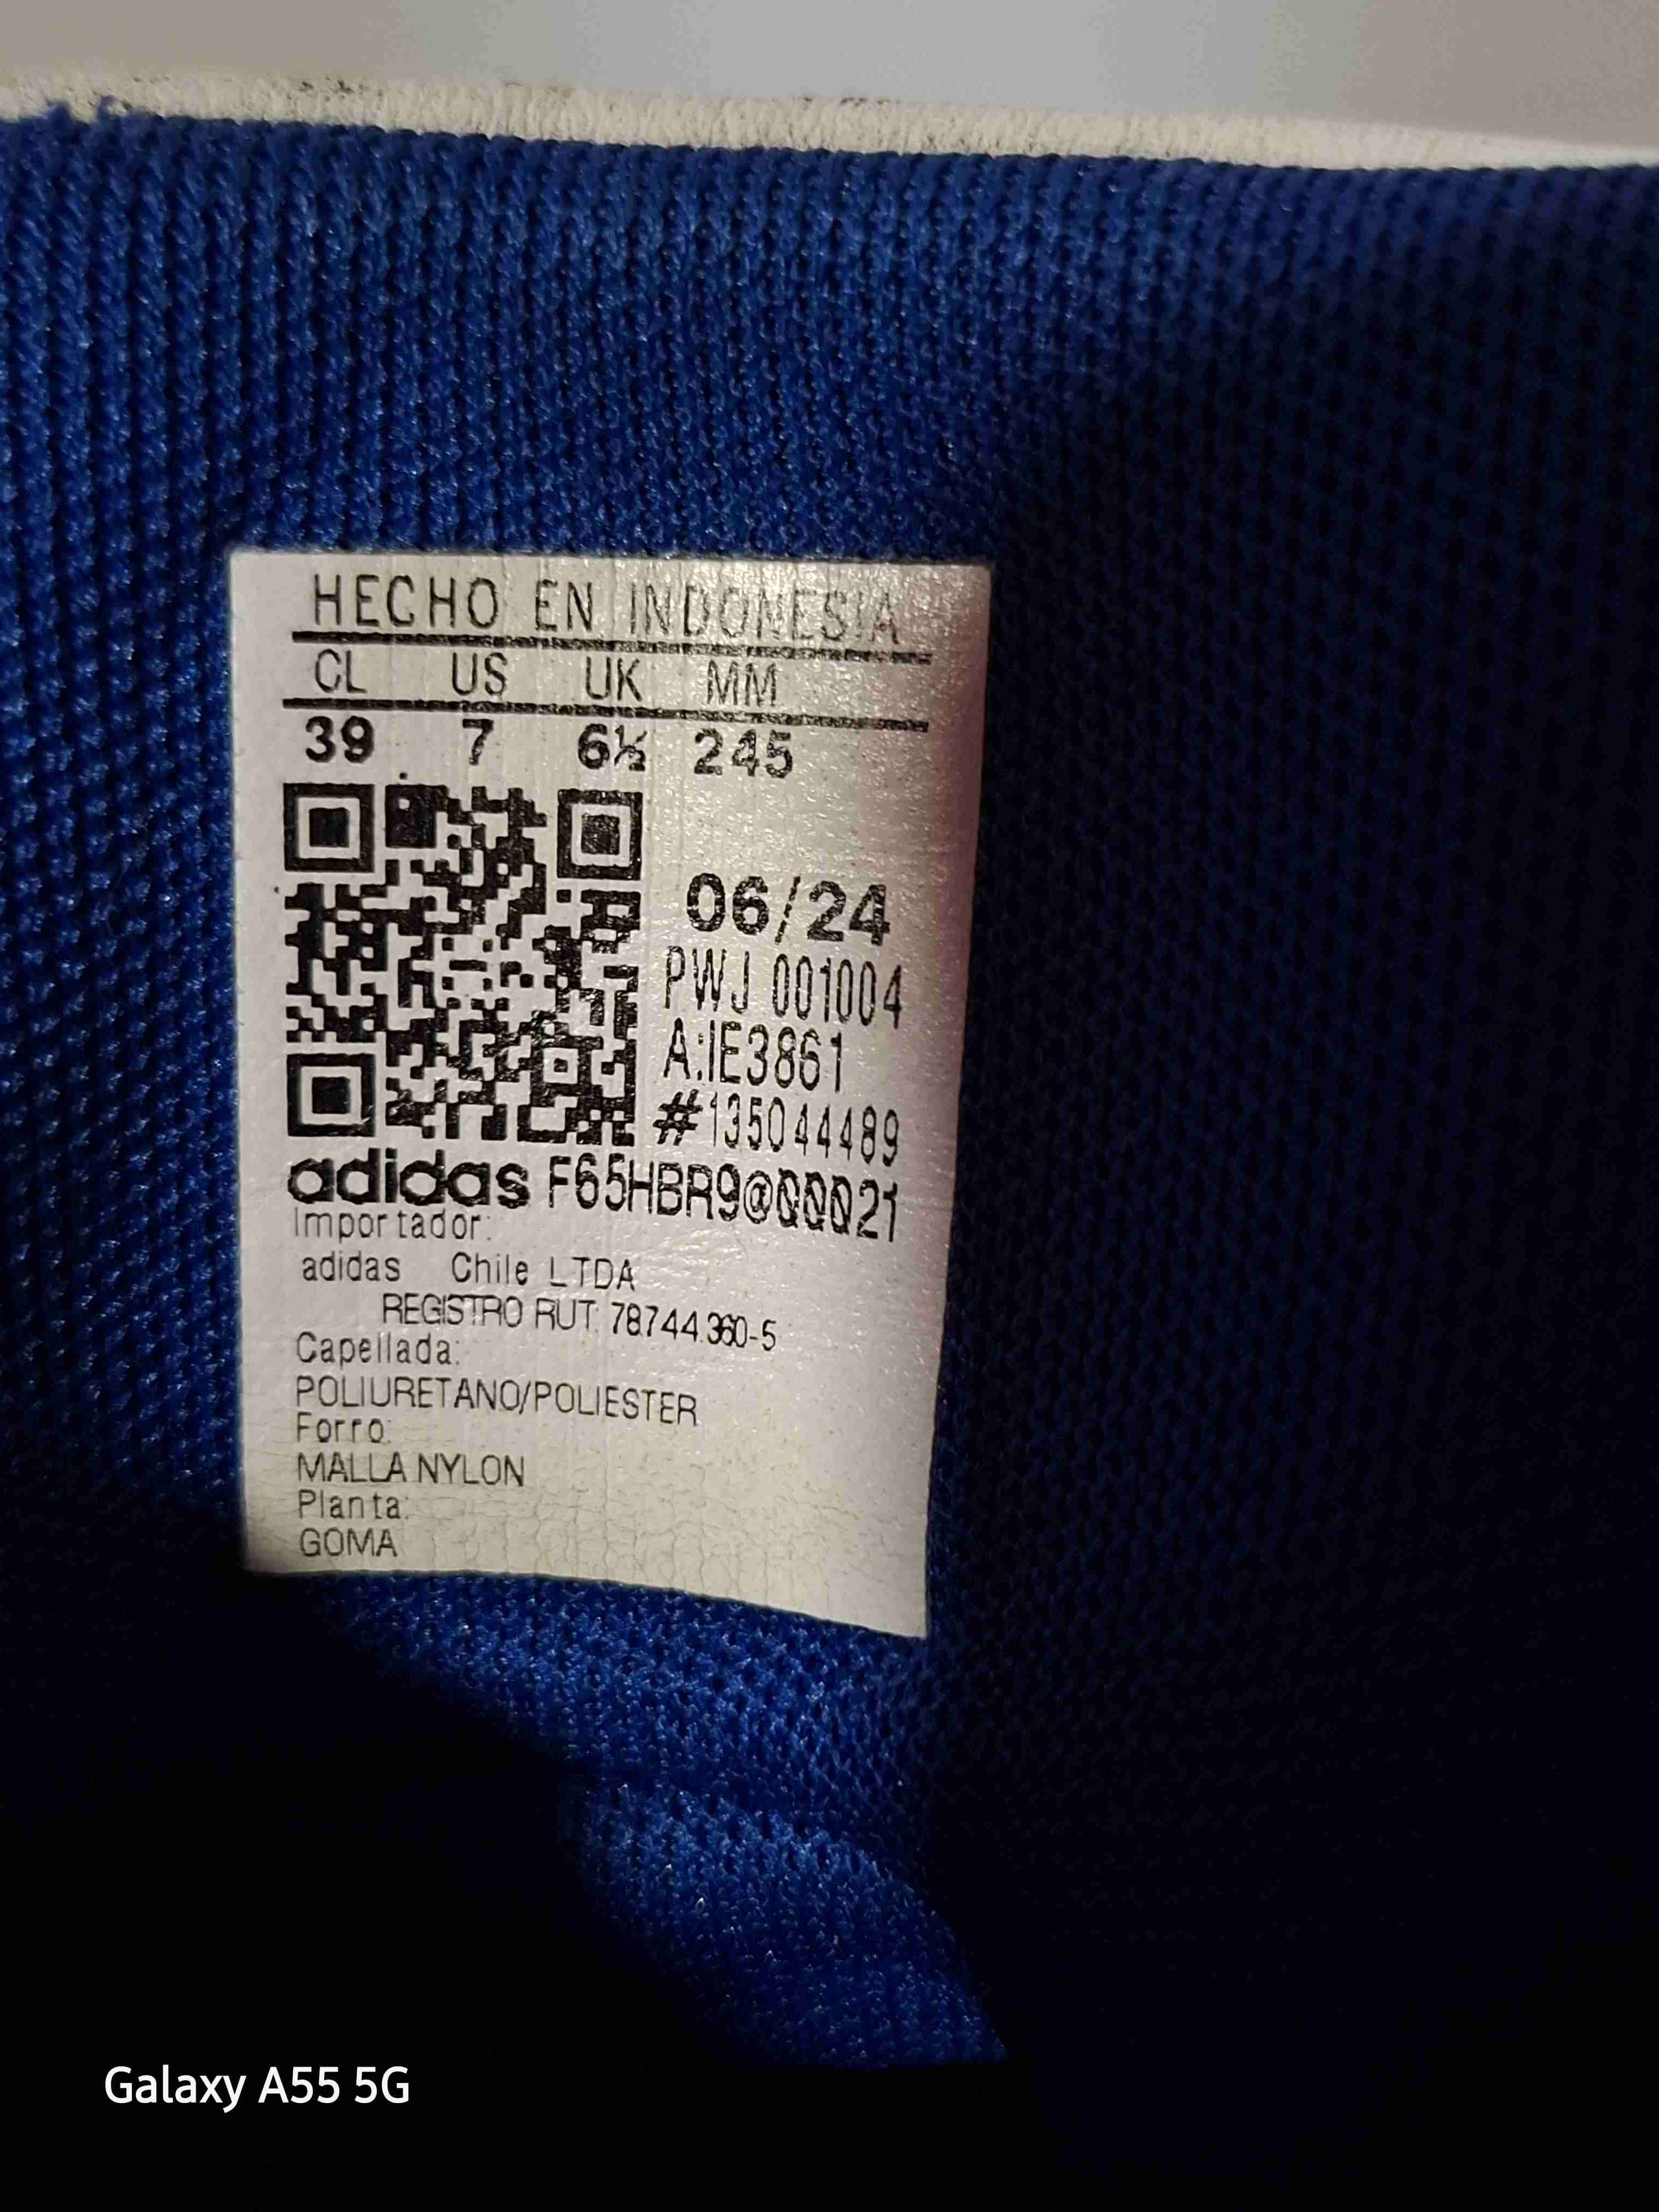 HECHO EN INDONESIA
CL US UK MM
39 7 6½ 245
06/24
PWJ 001004
A:IE3861
#135044489
adidas F65HBR9@00021
Importador:
adidas Chile LTDA
REGISTRO RUT: 78.744.360-5
Capellada:
POLIURETANO/POLIESTER
Forro:
MALLA NYLON
Planta:
GOMA
Galaxy A55 5G